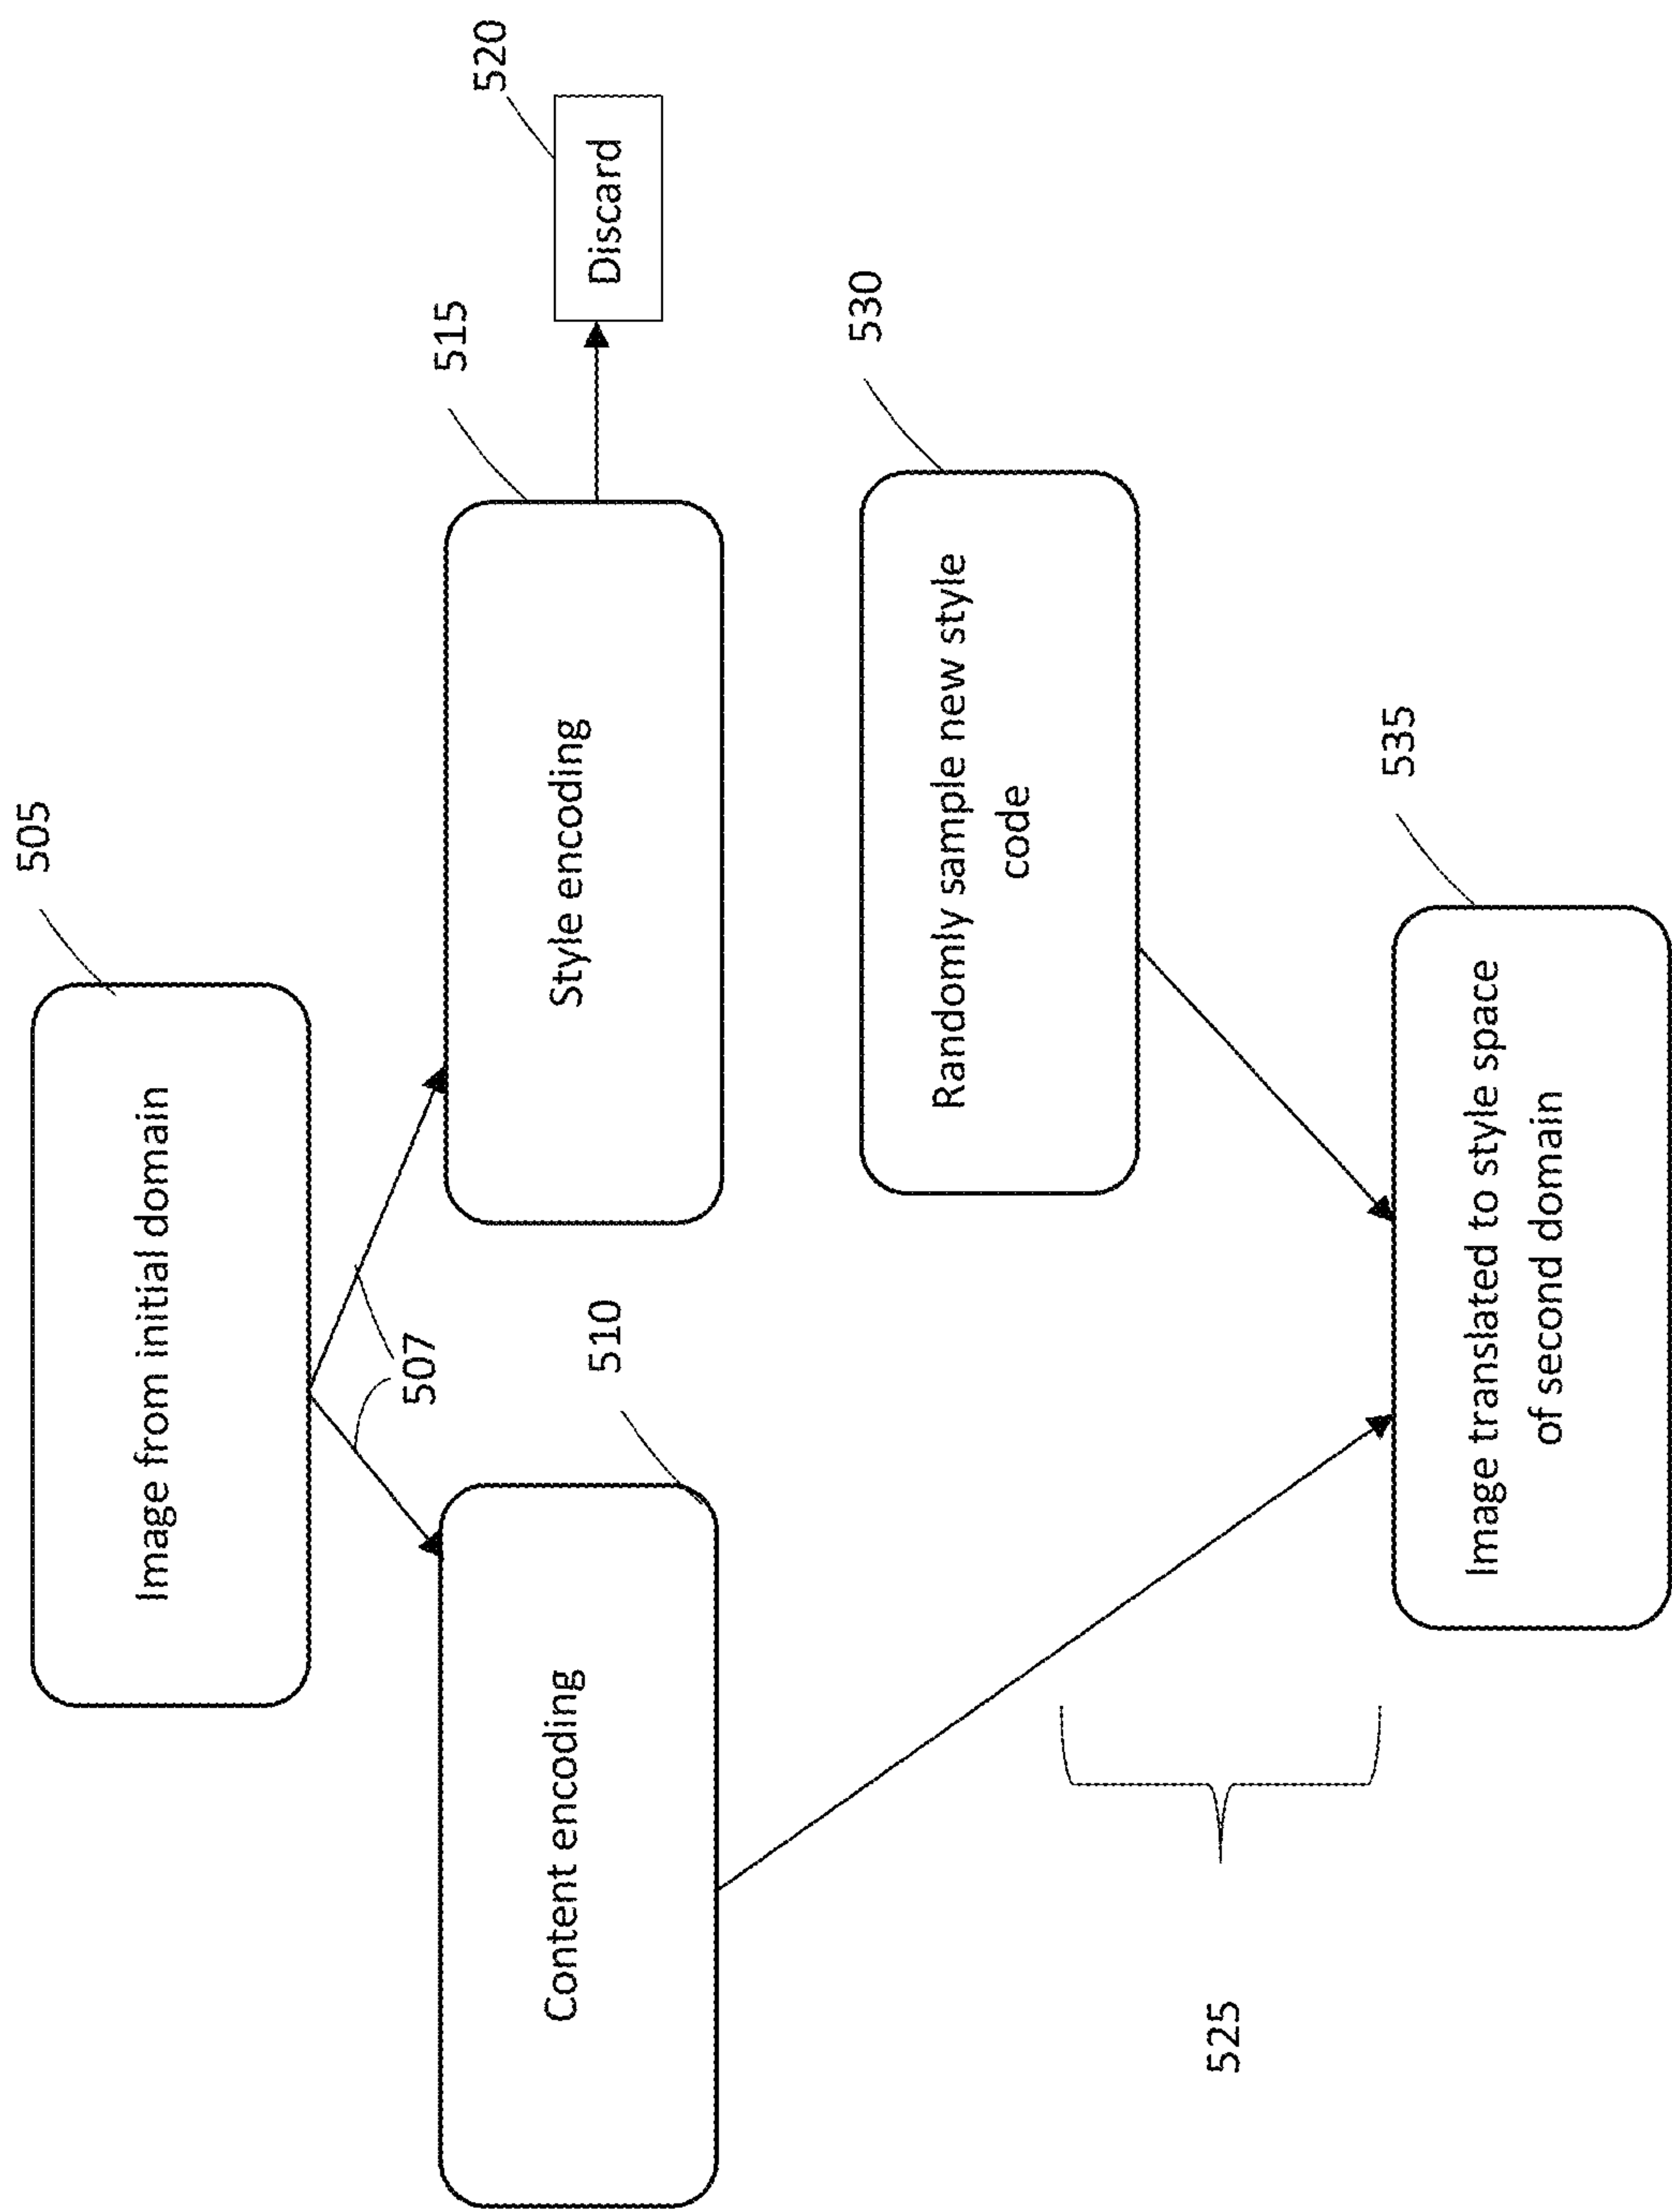 505
Image from initial domain
507
Content encoding
510
Style encoding
515
Discard
520
525
Randomly sample new style
code
530
Image translated to style space
of second domain
535